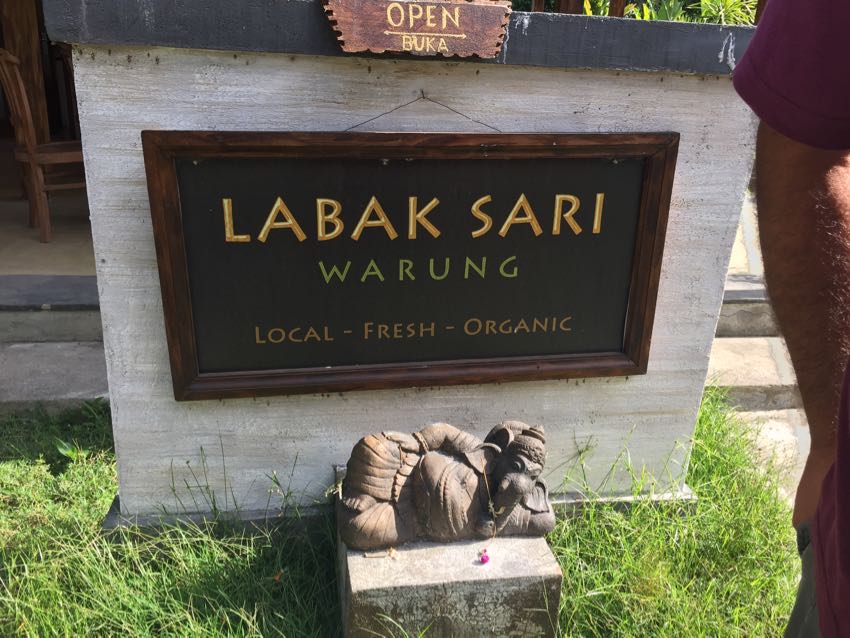 OPEN
BUKA
LABAK SARI
WARUNG
LOCAL - FRESH - ORGANIC